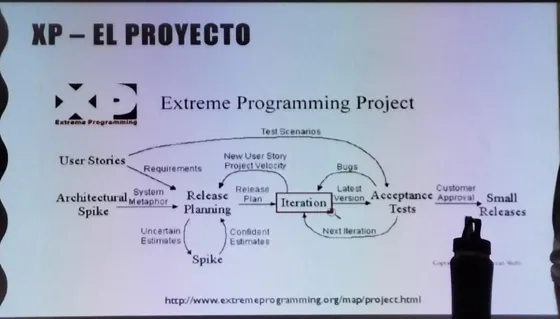 XP – EL PROYECTO
XP
Extreme Programming
Extreme Programming Project
Test Scenarios
User Stories
Requirements
New User Story
Project Velocity
Bugs
Architectural
Spike
System
Metaphor
Release
Planning
Release
Plan
Iteration
Latest
Version
Acceptance
Tests
Customer
Approval
Small
Releases
Uncertain
Estimates
Confident
Estimates
Next Iteration
Spike
http://www.extremeprogramming.org/map/project.html